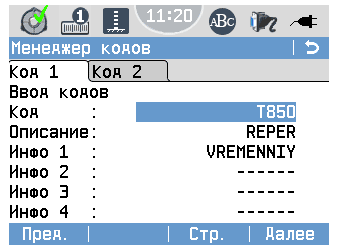 1 11:20 ABC
Менеджер кодов
Код 1 Код 2
Ввод кодов
Код : T850
Описание: REPER
Инфо 1 : VREMENNIY
Инфо 2 : ------
Инфо 3 : ------
Инфо 4 : ------
Пред. Стр. Далее